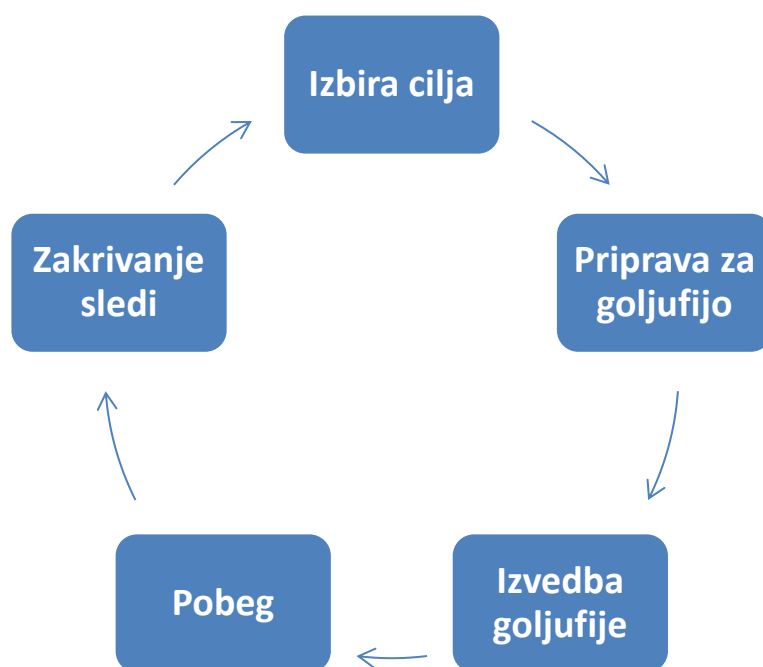 Izbira cilja
Priprava za
goljufijo
Izvedba
goljufije
Pobeg
Zakrivanje
sledi